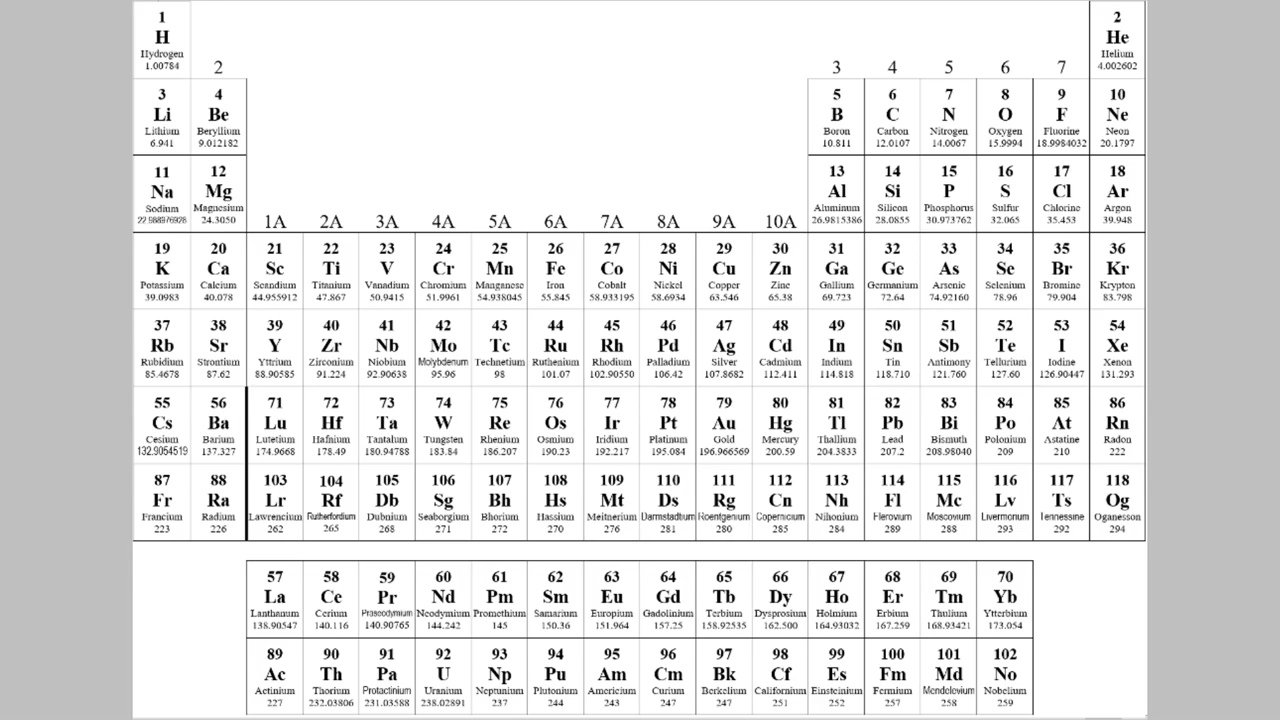 1 2
H He
Hydrogen Helium
1.00784 2 3 4 5 6 7 4.002602
3 4 5 6 7 8 9 10
Li Be B C N O F Ne
Lithium Beryllium Boron Carbon Nitrogen Oxygen Fluorine Neon
6.941 9.012182 10.811 12.0107 14.0067 15.9994 18.9984032 20.1797
11 12 13 14 15 16 17 18
Na Mg Al Si P S Cl Ar
Sodium Magnesium Aluminum Silicon Phosphorus Sulfur Chlorine Argon
22.98976928 24.3050 1A 2A 3A 4A 5A 6A 7A 8A 9A 10A 26.9815386 28.0855 30.973762 32.065 35.453 39.948
19 20 21 22 23 24 25 26 27 28 29 30 31 32 33 34 35 36
K Ca Sc Ti V Cr Mn Fe Co Ni Cu Zn Ga Ge As Se Br Kr
Potassium Calcium Scandium Titanium Vanadium Chromium Manganese Iron Cobalt Nickel Copper Zinc Gallium Germanium Arsenic Selenium Bromine Krypton
39.0983 40.078 44.955912 47.867 50.9415 51.9961 54.938045 55.845 58.933195 58.6934 63.546 65.38 69.723 72.64 74.92160 78.96 79.904 83.798
37 38 39 40 41 42 43 44 45 46 47 48 49 50 51 52 53 54
Rb Sr Y Zr Nb Mo Tc Ru Rh Pd Ag Cd In Sn Sb Te I Xe
Rubidium Strontium Yttrium Zirconium Niobium Molybdenum Technetium Ruthenium Rhodium Palladium Silver Cadmium Indium Tin Antimony Tellurium Iodine Xenon
85.4678 87.62 88.90585 91.224 92.90638 95.96 98 101.07 102.90550 106.42 107.8682 112.411 114.818 118.710 121.760 127.60 126.90447 131.293
55 56 71 72 73 74 75 76 77 78 79 80 81 82 83 84 85 86
Cs Ba Lu Hf Ta W Re Os Ir Pt Au Hg Tl Pb Bi Po At Rn
Cesium Barium Lutetium Hafnium Tantalum Tungsten Rhenium Osmium Iridium Platinum Gold Mercury Thallium Lead Bismuth Polonium Astatine Radon
132.9054519 137.327 174.9668 178.49 180.94788 183.84 186.207 190.23 192.217 195.084 196.966569 200.59 204.3833 207.2 208.98040 209 210 222
87 88 103 104 105 106 107 108 109 110 111 112 113 114 115 116 117 118
Fr Ra Lr Rf Db Sg Bh Hs Mt Ds Rg Cn Nh Fl Mc Lv Ts Og
Francium Radium Lawrencium Rutherfordium Dubnium Seaborgium Bhorium Hassium Meitnerium Darmstadtium Roentgenium Copernicium Nihonium Flerovium Moscovium Livermorium Tennessine Oganesson
223 226 262 265 268 271 272 270 276 281 280 285 284 289 288 293 292 294
57 58 59 60 61 62 63 64 65 66 67 68 69 70
La Ce Pr Nd Pm Sm Eu Gd Tb Dy Ho Er Tm Yb
Lanthanum Cerium Praseodymium Neodymium Promethium Samarium Europium Gadolinium Terbium Dysprosium Holmium Erbium Thulium Ytterbium
138.90547 140.116 140.90765 144.242 145 150.36 151.964 157.25 158.92535 162.500 164.93032 167.259 168.93421 173.054
89 90 91 92 93 94 95 96 97 98 99 100 101 102
Ac Th Pa U Np Pu Am Cm Bk Cf Es Fm Md No
Actinium Thorium Protactinium Uranium Neptunium Plutonium Americium Curium Berkelium Californium Einsteinium Fermium Mendelevium Nobelium
227 232.03806 231.03588 238.02891 237 244 243 247 247 251 252 257 258 259